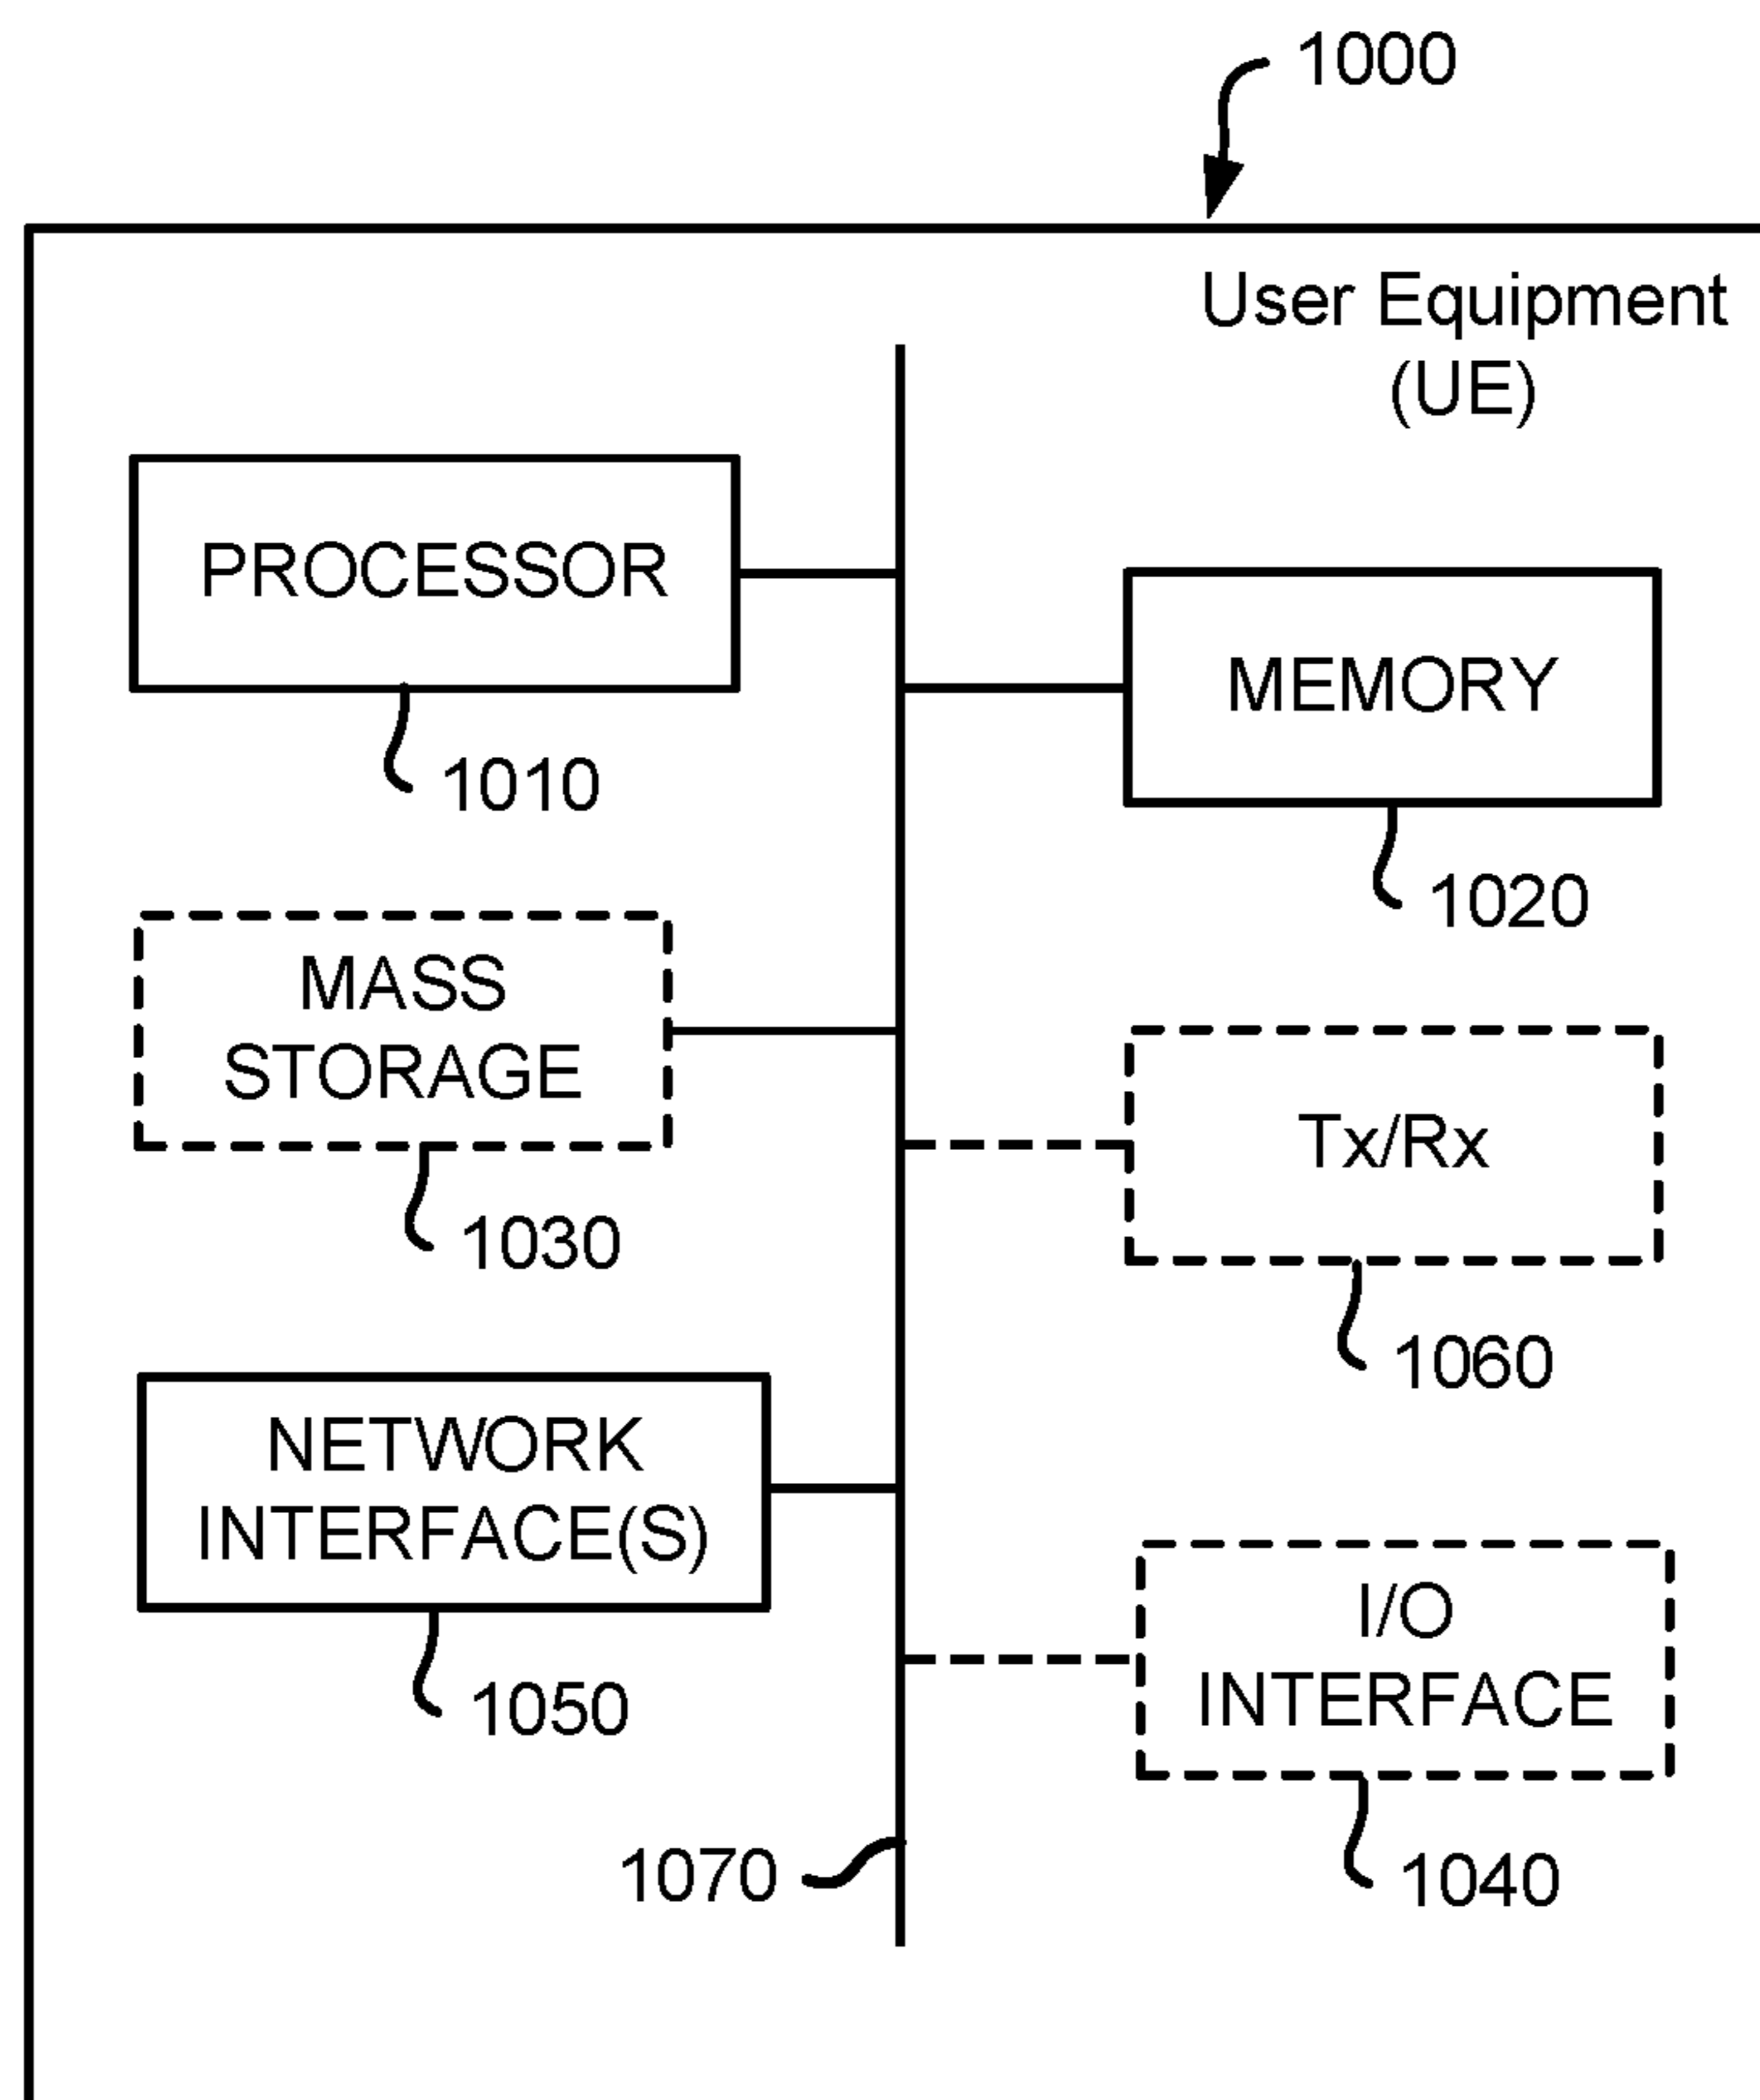 1000
User Equipment
(UE)
PROCESSOR
1010
MEMORY
1020
MASS
STORAGE
1030
Tx/Rx
1060
NETWORK
INTERFACE(S)
1050
I/O
INTERFACE
1040
1070